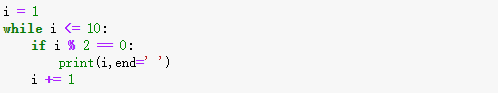 i = 1
while i <= 10:
    if i % 2 == 0:
        print(i,end=' ')
    i += 1